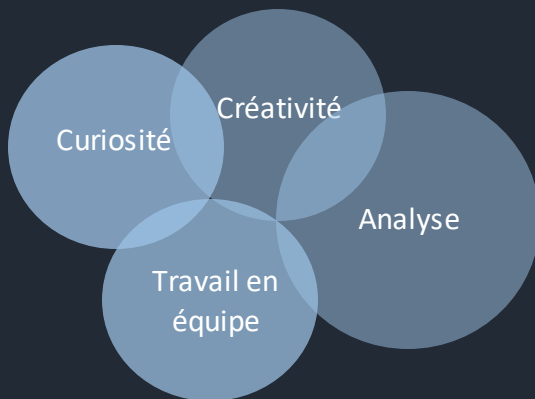 Créativité
Curiosité
Analyse
Travail en
équipe